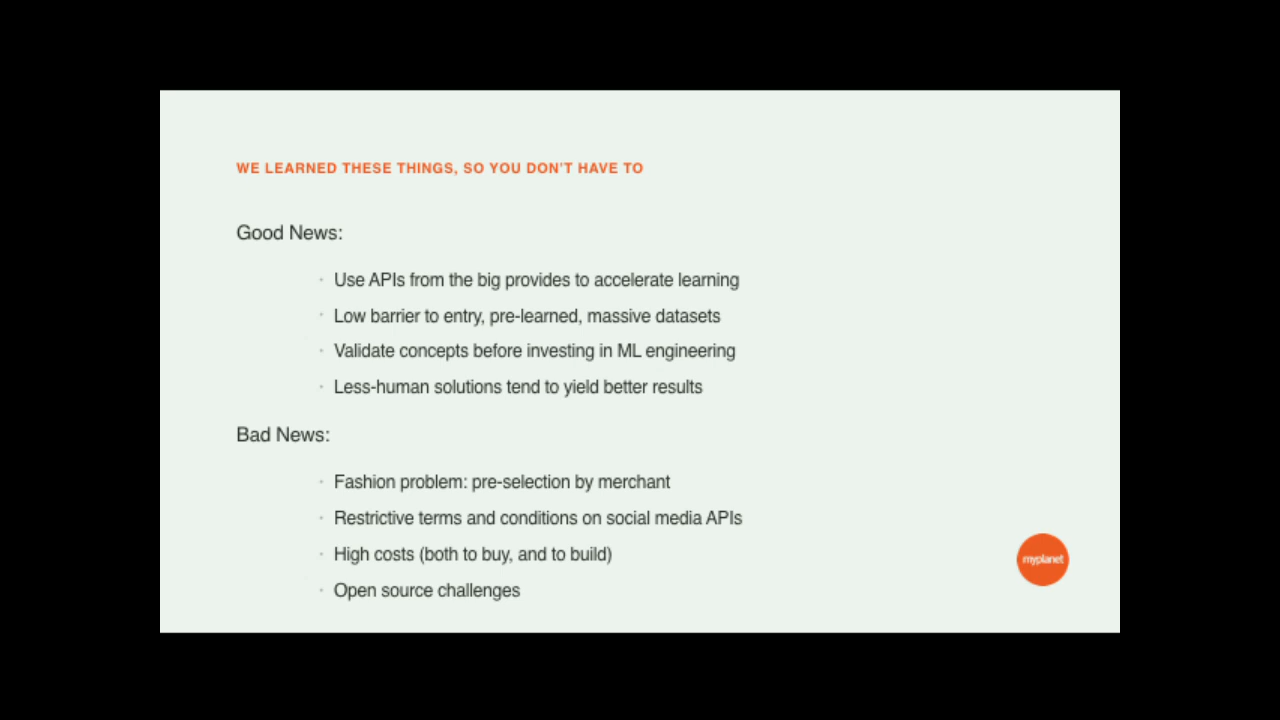 WE LEARNED THESE THINGS, SO YOU DON'T HAVE TO
Good News:
· Use APIs from the big provides to accelerate learning
· Low barrier to entry, pre-learned, massive datasets
· Validate concepts before investing in ML engineering
· Less-human solutions tend to yield better results
Bad News:
· Fashion problem: pre-selection by merchant
· Restrictive terms and conditions on social media APIs
· High costs (both to buy, and to build)
· Open source challenges
myplanet